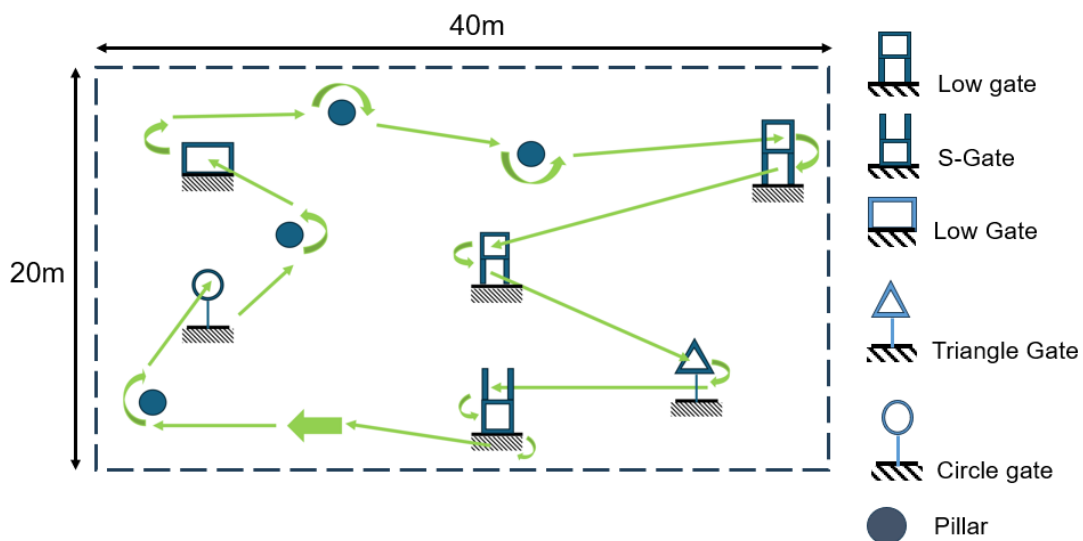 40m
20m
Low gate
S-Gate
Low Gate
Triangle Gate
Circle gate
Pillar